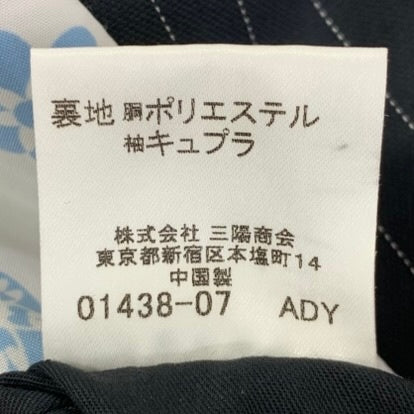 裏地 胴ポリエステル
袖キュプラ
株式会社 三陽商会
東京都新宿区本塩町14
中国製
01438-07 ADY